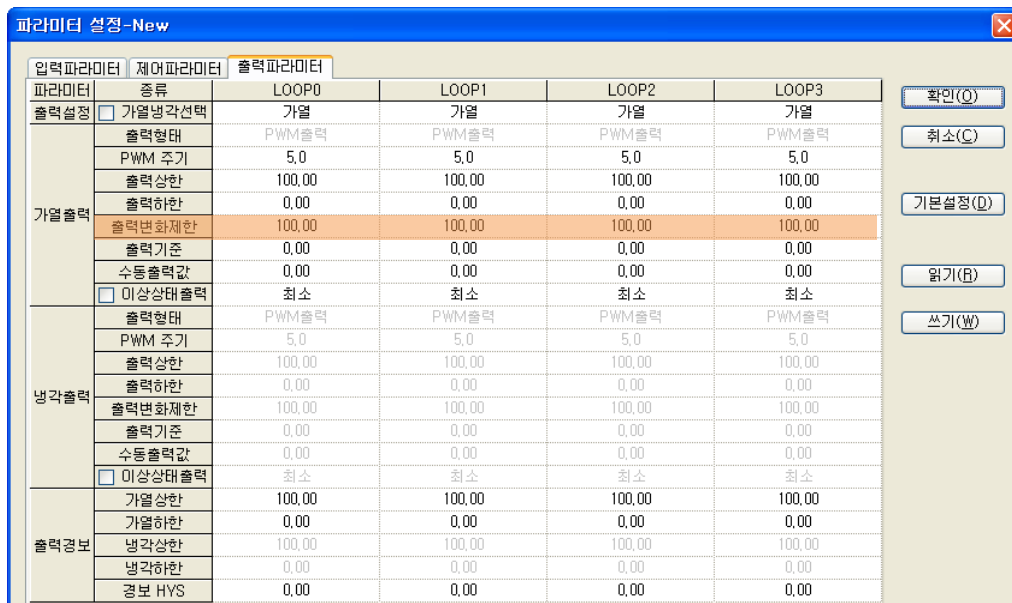 파라미터 설정-New
입력파라미터 제어파라미터 출력파라미터
파라미터 종류 LOOP0 LOOP1 LOOP2 LOOP3
출력설정 가열냉각선택 가열 가열 가열 가열
가열출력
출력형태 PWM출력 PWM출력 PWM출력 PWM출력
PWM 주기 5,0 5,0 5,0 5,0
출력상한 100,00 100,00 100,00 100,00
출력하한 0,00 0,00 0,00 0,00
출력변화제한 100,00 100,00 100,00 100,00
출력기준 0,00 0,00 0,00 0,00
수동출력값 0,00 0,00 0,00 0,00
이상상태출력 최소 최소 최소 최소
냉각출력
출력형태 PWM출력 PWM출력 PWM출력 PWM출력
PWM 주기 5,0 5,0 5,0 5,0
출력상한 100,00 100,00 100,00 100,00
출력하한 0,00 0,00 0,00 0,00
출력변화제한 100,00 100,00 100,00 100,00
출력기준 0,00 0,00 0,00 0,00
수동출력값 0,00 0,00 0,00 0,00
이상상태출력 최소 최소 최소 최소
출력경보
가열상한 100,00 100,00 100,00 100,00
가열하한 0,00 0,00 0,00 0,00
냉각상한 100,00 100,00 100,00 100,00
냉각하한 0,00 0,00 0,00 0,00
경보 HYS 0,00 0,00 0,00 0,00
확인(O)
취소(C)
기본설정(D)
읽기(R)
쓰기(W)